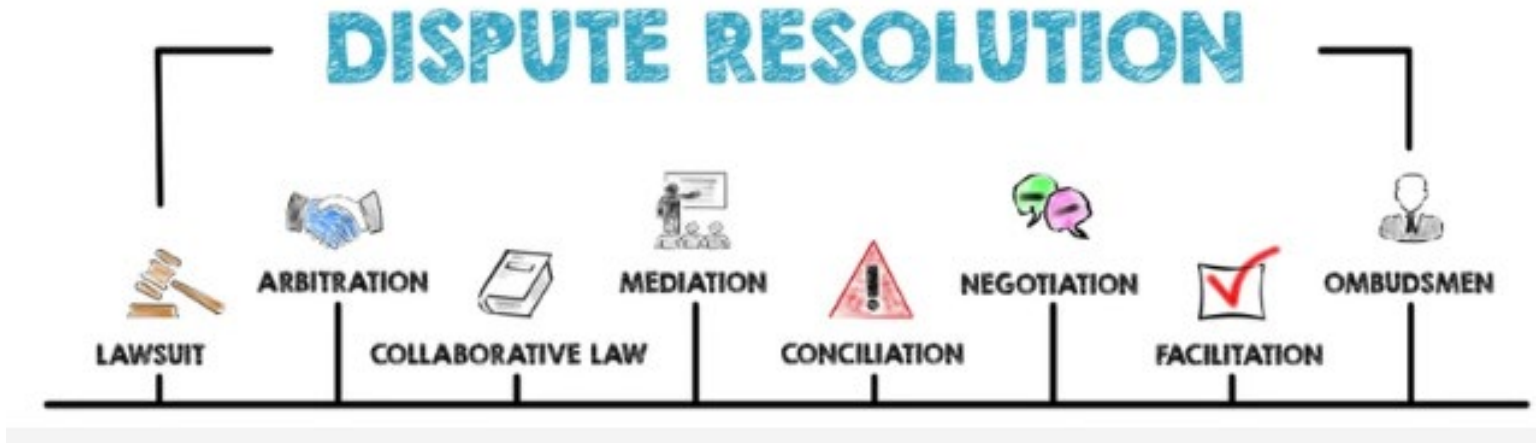 DISPUTE RESOLUTION
LAWSUIT
ARBITRATION
COLLABORATIVE LAW
MEDIATION
CONCILIATION
NEGOTIATION
FACILITATION
OMBUDSMEN